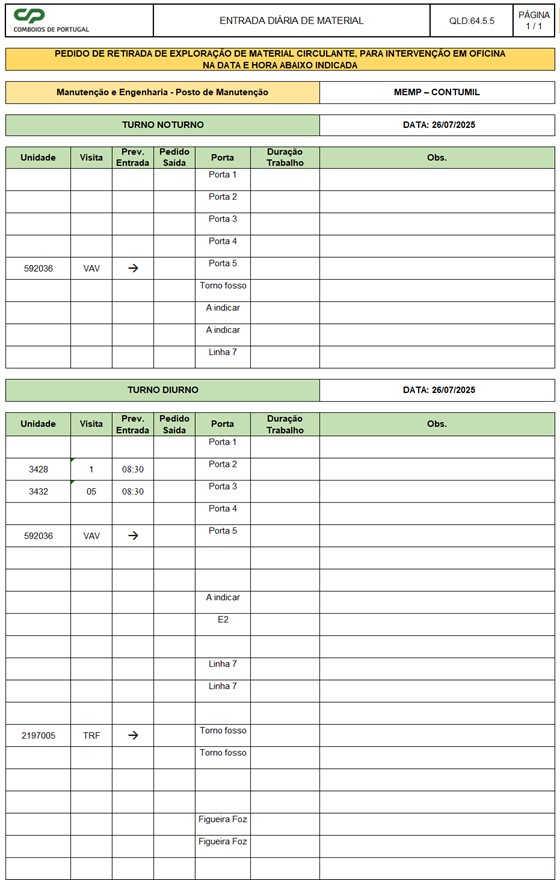 CP
COMBOIOS DE PORTUGAL
ENTRADA DIÁRIA DE MATERIAL
QLD.64.5.5
PÁGINA
1 / 1
PEDIDO DE RETIRADA DE EXPLORAÇÃO DE MATERIAL CIRCULANTE, PARA INTERVENÇÃO EM OFICINA
NA DATA E HORA ABAIXO INDICADA
Manutenção e Engenharia - Posto de Manutenção MEMP – CONTUMIL
TURNO NOTURNO DATA: 26/07/2025
Unidade Visita Prev. Entrada Pedido Saída Porta Duração Trabalho Obs.
Porta 1
Porta 2
Porta 3
Porta 4
592036 VAV → Porta 5
Torno fosso
A indicar
A indicar
Linha 7
TURNO DIURNO DATA: 26/07/2025
Unidade Visita Prev. Entrada Pedido Saída Porta Duração Trabalho Obs.
Porta 1
3428 1 08:30 Porta 2
3432 05 08:30 Porta 3
Porta 4
592036 VAV → Porta 5
A indicar
E2
Linha 7
Linha 7
2197005 TRF → Torno fosso
Torno fosso
Figueira Foz
Figueira Foz